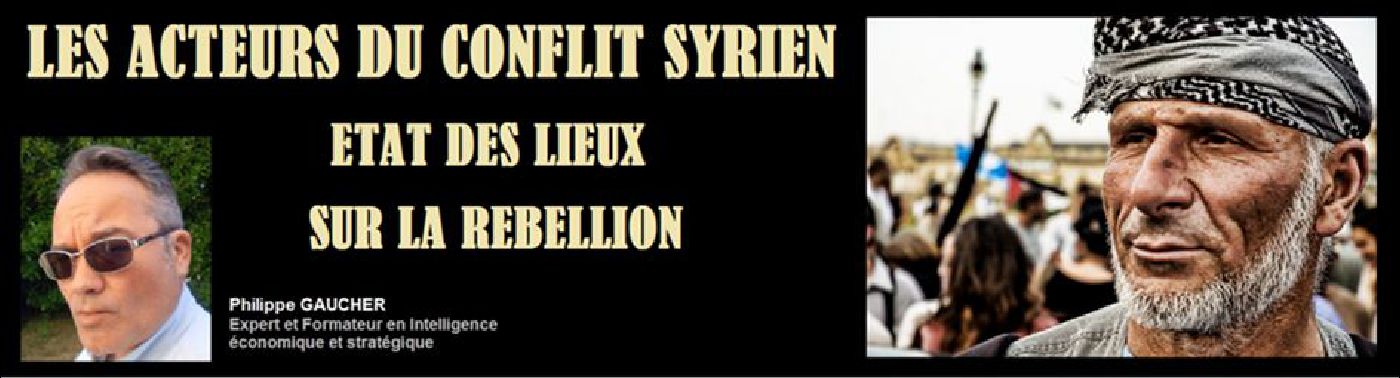 LES ACTEURS DU CONFLIT SYRIEN
ETAT DES LIEUX
SUR LA REBELLION
Philippe GAUCHER
Expert et Formateur en Intelligence
économique et stratégique